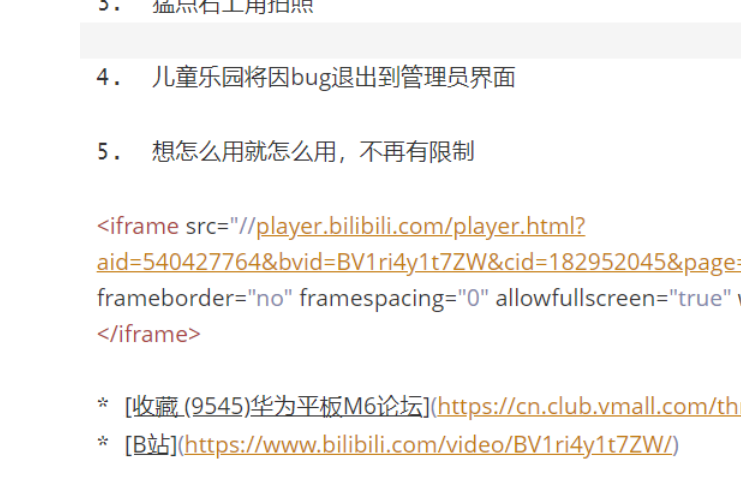 3. 猛点右上角拍照
4. 儿童乐园将因bug退出到管理员界面
5. 想怎么用就怎么用，不再有限制
<iframe src="//player.bilibili.com/player.html?
aid=540427764&bvid=BV1ri4y1t7ZW&cid=182952045&page=
frameborder="no" framespacing="0" allowfullscreen="true"
</iframe>
* [收藏 (9545)华为平板M6论坛](https://cn.club.vmall.com/th
* [B站](https://www.bilibili.com/video/BV1ri4y1t7ZW/)